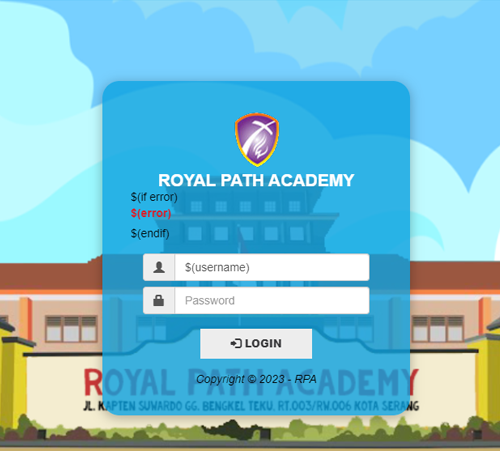 ROYAL PATH ACADEMY
$(if error)
$(error)
$(endif)
$(username)
Password
LOGIN
Copyright © 2023 - RPA
ROYAL PATH ACADEMY
JL. KAPTEN SUWARDO GG. BENGKEL TEKU. RT.003/RW.006 KOTA SERANG